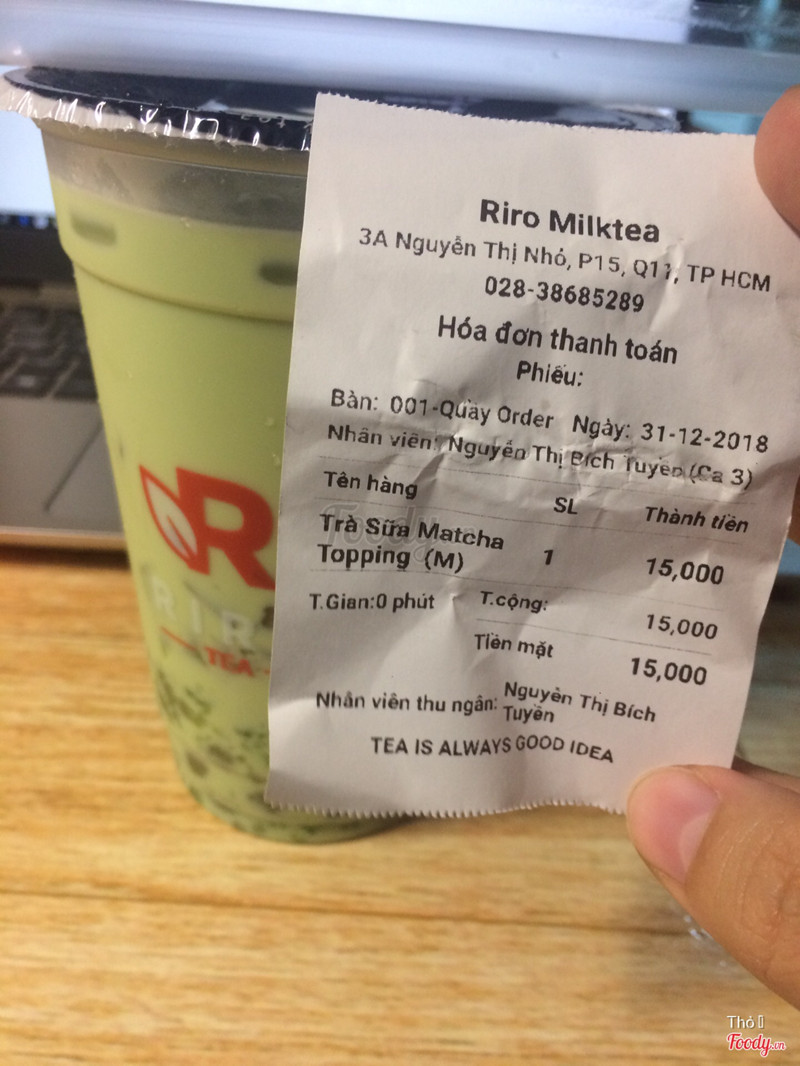 Riro Milktea
3A Nguyễn Thị Nhỏ, P15, Q11, TP HCM
028-38685289
Hóa đơn thanh toán
Phiếu:
Bàn: 001-Quầy Order Ngày: 31-12-2018
Nhân viên: Nguyễn Thị Bích Tuyền (Ca 3)
Tên hàng SL Thành tiền
Trà Sữa Matcha
Topping (M) 1 15,000
T.Gian:0 phút T.cộng: 15,000
Tiền mặt 15,000
Nhân viên thu ngân: Nguyễn Thị Bích
Tuyền
TEA IS ALWAYS GOOD IDEA
R
RIR
TEA
Foody.vn
Thỏ
Foody.vn